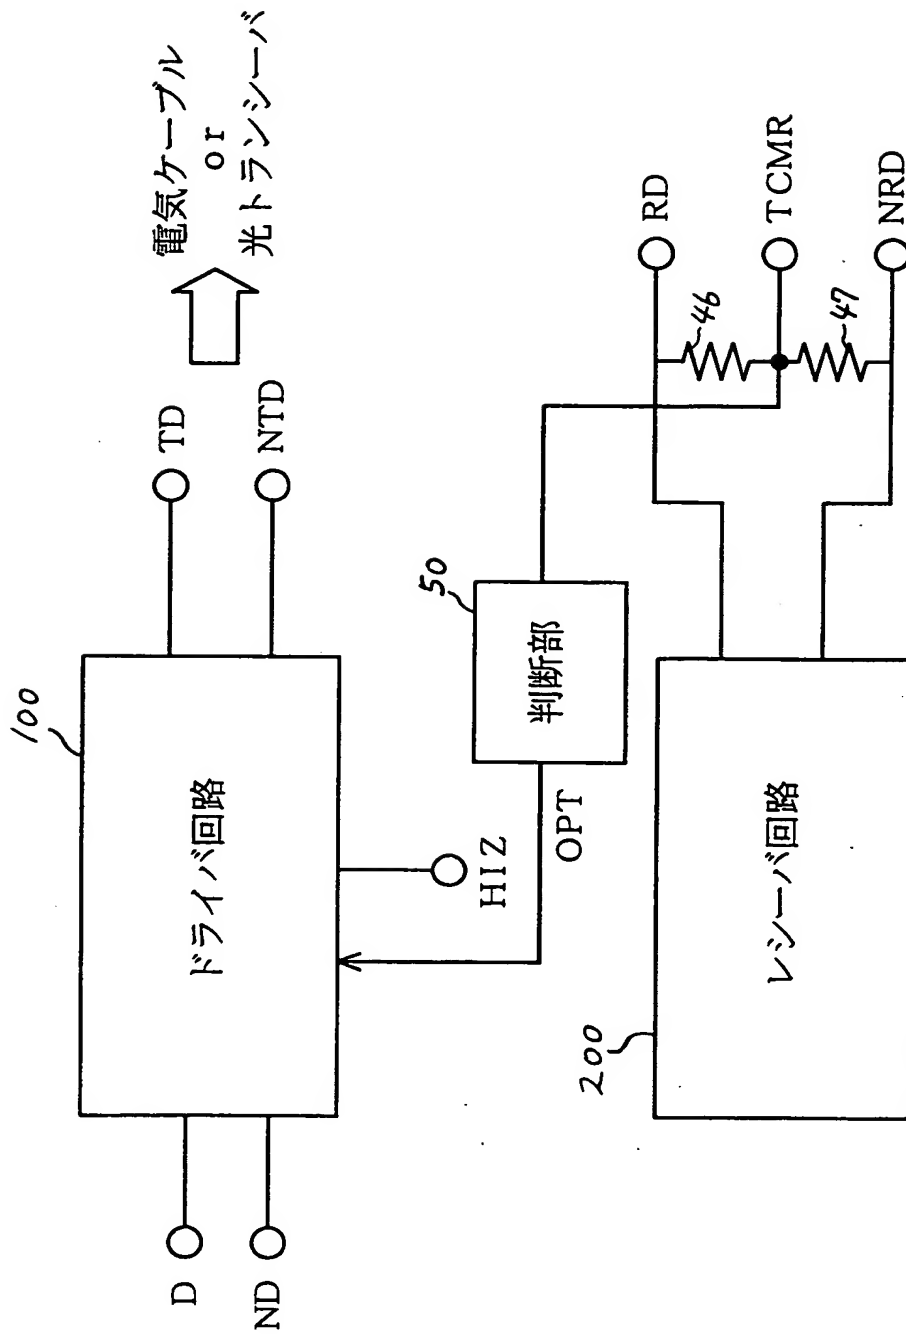 100
ドライバ回路
D
ND
TD
NTD
電気ケーブル
or
光トランシーバ
HIZ
OPT
50
判断部
200
レシーバ回路
RD
46
TCMR
47
NRD